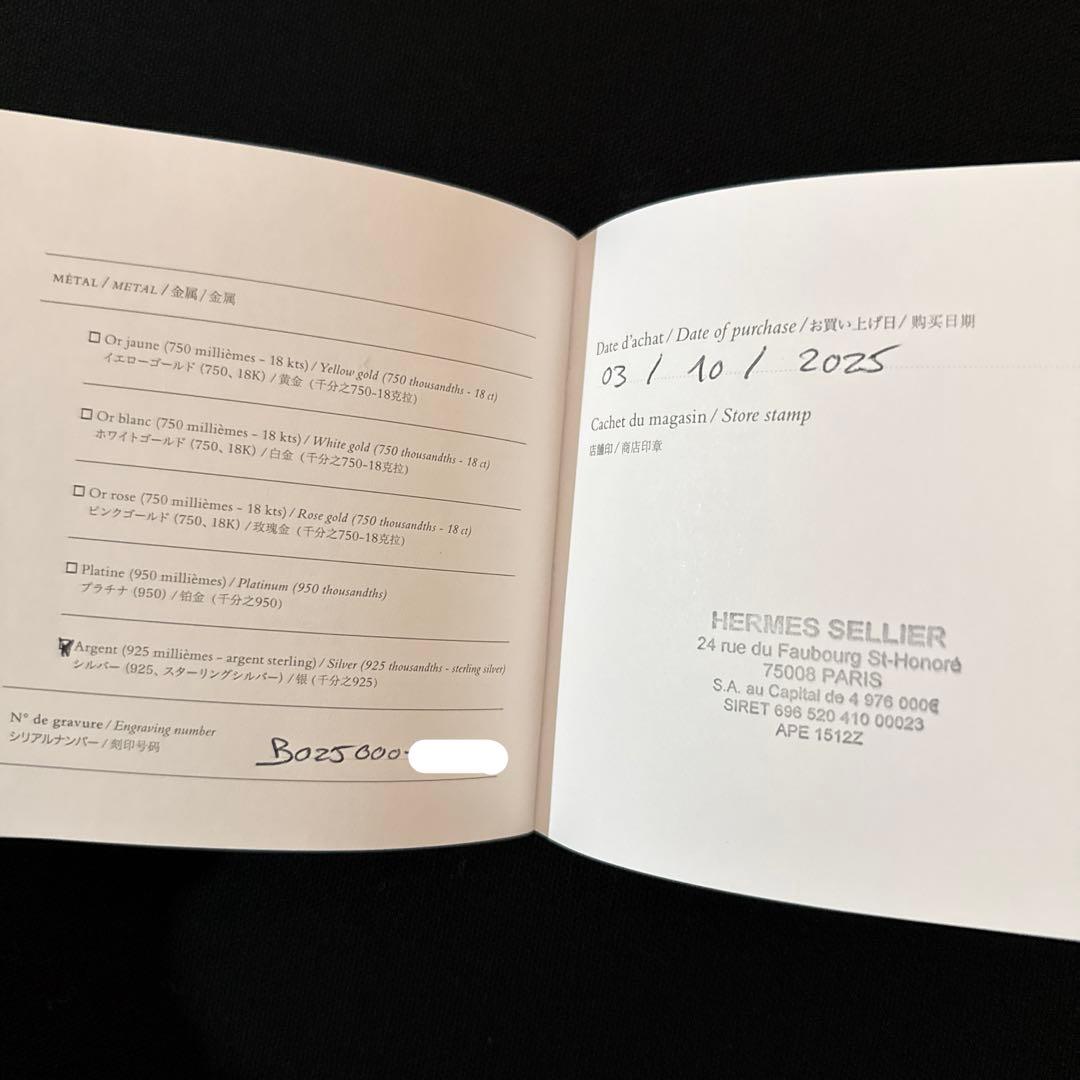 MÉTAL / METAL / 金属 / 金属
Or jaune (750 millièmes - 18 kts) / Yellow gold (750 thousandths - 18 ct)
イエローゴールド (750、18K) / 黄金 (千分之750-18克拉)
Or blanc (750 millièmes - 18 kts) / White gold (750 thousandths - 18 ct)
ホワイトゴールド (750、18K) / 白金 (千分之750-18克拉)
Or rose (750 millièmes - 18 kts) / Rose gold (750 thousandths - 18 ct)
ピンクゴールド (750、18K) / 玫瑰金 (千分之750-18克拉)
Platine (950 millièmes) / Platinum (950 thousandths)
プラチナ (950) / 铂金 (千分之950)
Argent (925 millièmes - argent sterling) / Silver (925 thousandths - sterling silver)
シルバー (925、スターリングシルバー) / 银 (千分之925)
N° de gravure / Engraving number
シリアルナンバー / 刻印号码
B025000-
Date d'achat / Date of purchase / お買い上げ日 / 购买日期
03 / 10 / 2025
Cachet du magasin / Store stamp
店舗印 / 商店印章
HERMES SELLIER
24 rue du Faubourg St-Honoré
75008 PARIS
S.A. au Capital de 4 976 000€
SIRET 696 520 410 00023
APE 1512Z